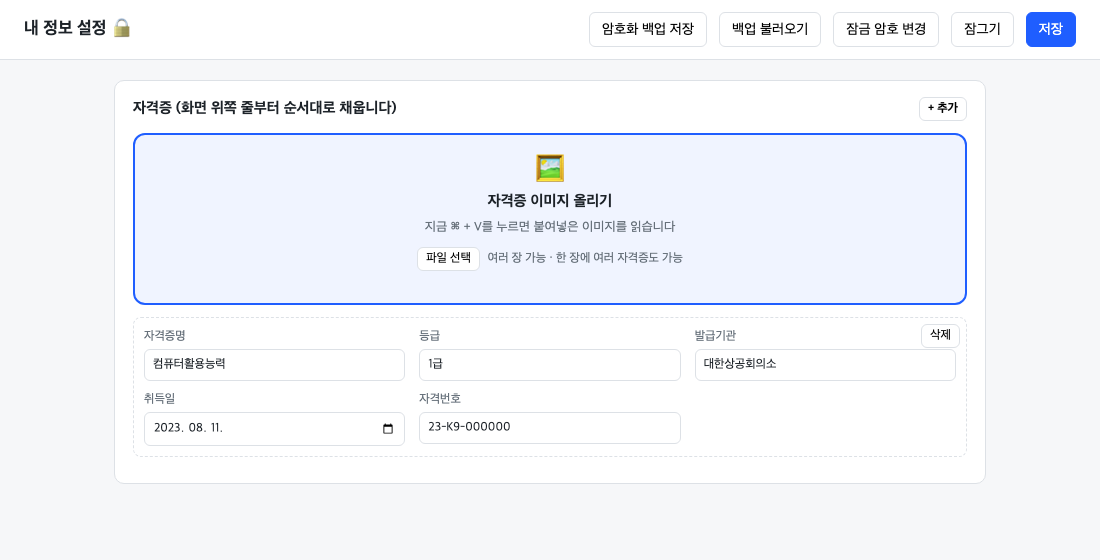 내 정보 설정 🔒
암호화 백업 저장
백업 불러오기
잠금 암호 변경
잠그기
저장
자격증 (화면 위쪽 줄부터 순서대로 채웁니다)
+ 추가
자격증 이미지 올리기
지금 ⌘ + V를 누르면 붙여넣은 이미지를 읽습니다
파일 선택
여러 장 가능 · 한 장에 여러 자격증도 가능
삭제
자격증명
등급
발급기관
컴퓨터활용능력
1급
대한상공회의소
취득일
자격번호
2023. 08. 11.
23-K9-000000